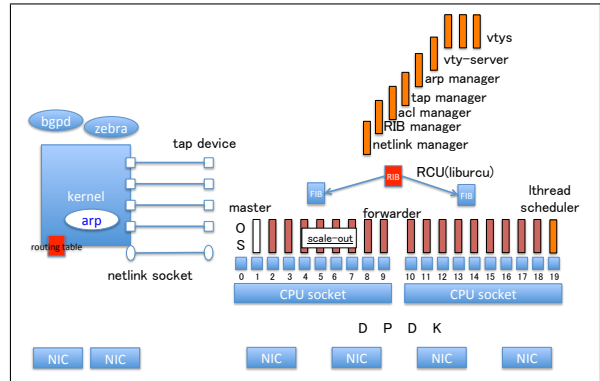 vtys
vty-server
arp manager
tap manager
acl manager
RIB manager
netlink manager
bgpd
zebra
tap device
kernel
arp
routing table
netlink socket
RIB
RCU(liburcu)
FIB
FIB
master
forwarder
lthread
scheduler
O
S
scale-out
0 1 2 3 4 5 6 7 8 9
10 11 12 13 14 15 16 17 18 19
CPU socket
CPU socket
D P D K
NIC
NIC
NIC
NIC
NIC
NIC